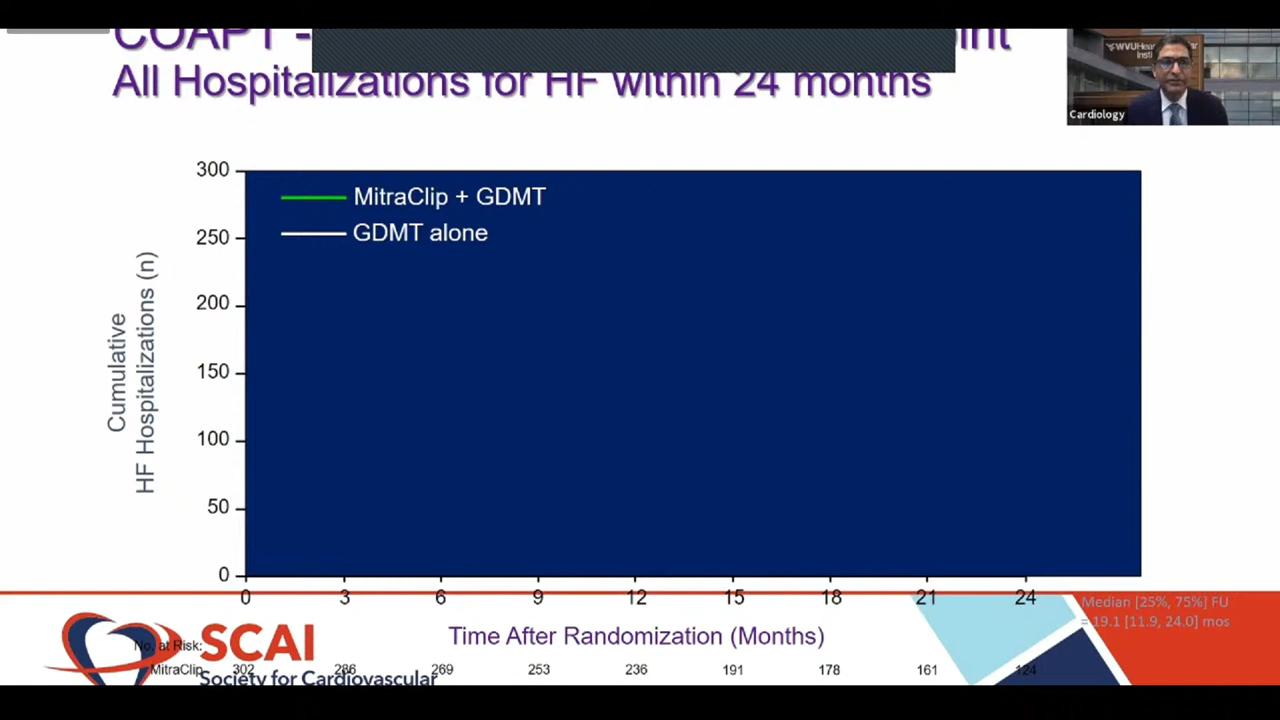 COAPT -
All Hospitalizations for HF within 24 months
Cardiology
MitraClip + GDMT
GDMT alone
300
250
200
150
100
50
0
Cumulative
HF Hospitalizations (n)
0 3 6 9 12 15 18 21 24
Time After Randomization (Months)
Median [25%, 75%] FU
= 19.1 [11.9, 24.0] mos
No. at Risk:
MitraClip 302 286 269 253 236 191 178 161 124
SCAI
Society for Cardiovascular